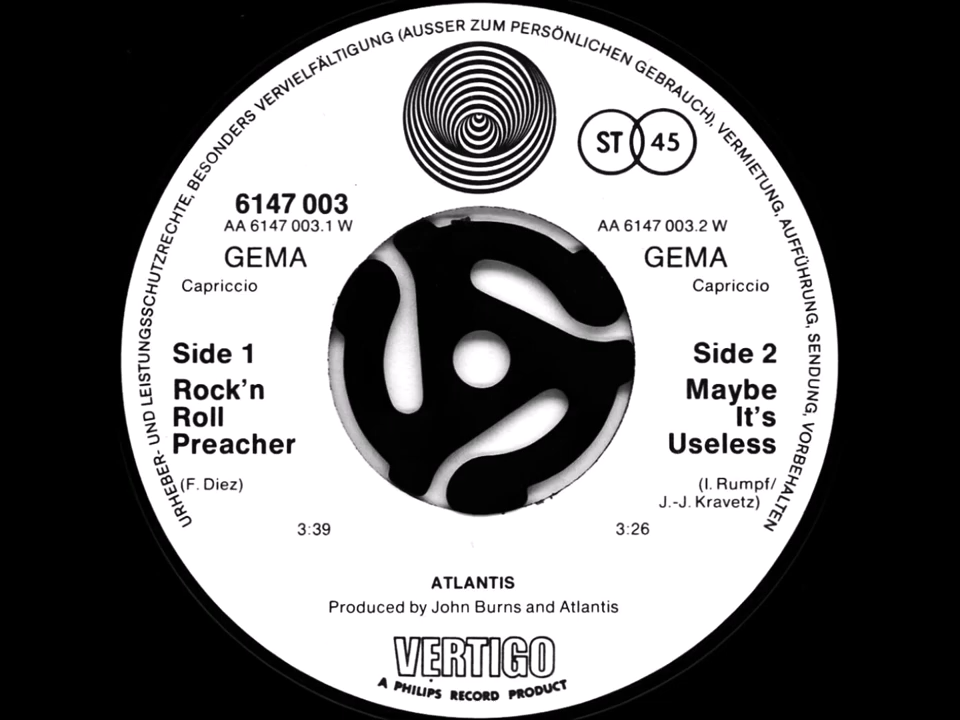 URHEBER- UND LEISTUNGSSCHUTZRECHTE, BESONDERS VERVIELFÄLTIGUNG (AUSSER ZUM PERSÖNLICHEN GEBRAUCH), VERMIETUNG, AUFFÜHRUNG, SENDUNG, VORBEHALTEN
ST 45
6147 003
AA 6147 003.1 W
GEMA
Capriccio
Side 1
Rock'n
Roll
Preacher
(F. Diez)
3:39
AA 6147 003.2 W
GEMA
Capriccio
Side 2
Maybe
It's
Useless
(I. Rumpf/
J.-J. Kravetz)
3:26
ATLANTIS
Produced by John Burns and Atlantis
VERTIGO
A PHILIPS RECORD PRODUCT